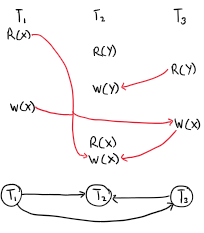 T₁ T₂ T₃
R(X)
R(Y)
R(Y)
W(Y)
W(X)
W(X)
R(X)
W(X)
T₁ T₂ T₃